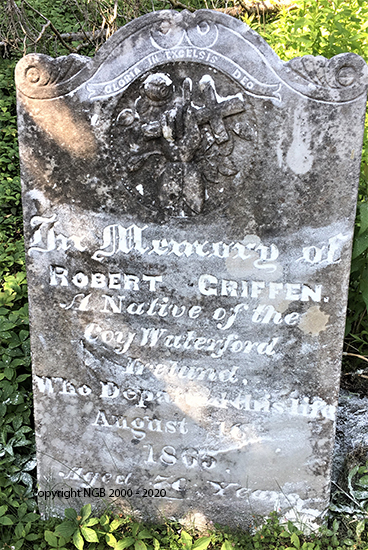 GLORIA IN EXCELSIS DEO
In Memory of
ROBERT GRIFFEN.
A Native of the
Coy Waterford
Ireland,
Who Departed this life
August
Aged Years
copyright NGB 2000 - 2020